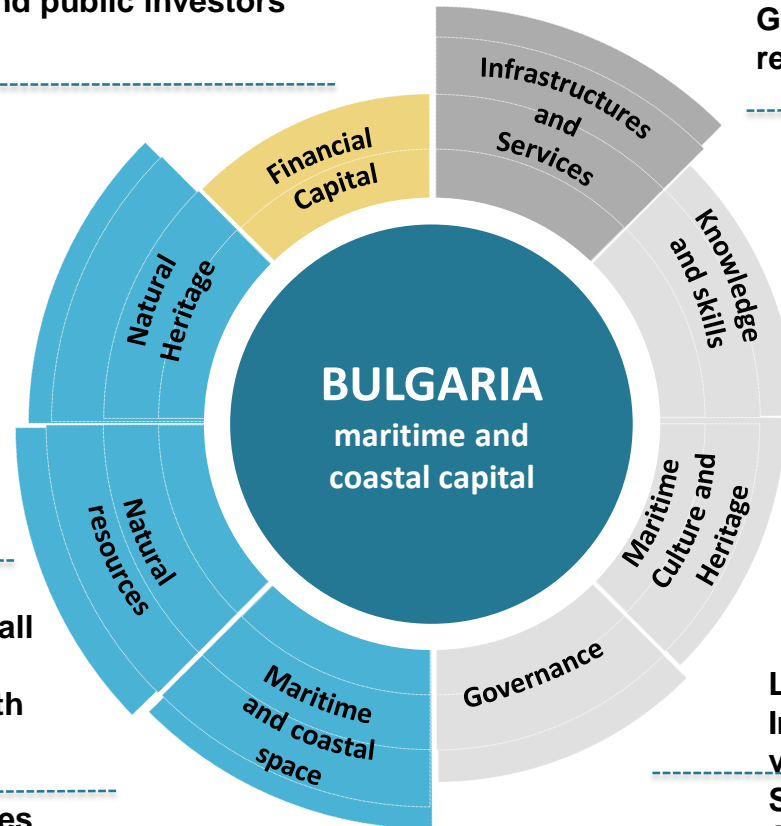 nd public investors
Infrastructures
and
Services
Financial
Capital
Knowledge
and skills
Natural
Heritage
BULGARIA
maritime and
coastal capital
Maritime
Culture and
Heritage
Natural
resources
Governance
Maritime
and coastal
space
all
th
es